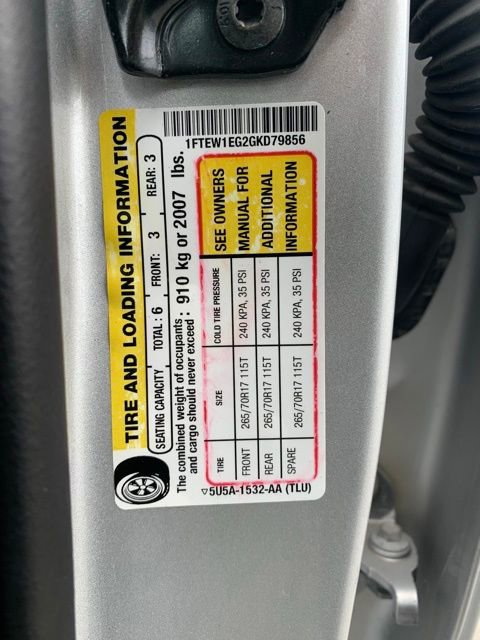 1FTEW1EG2GKD79856
TIRE AND LOADING INFORMATION
SEATING CAPACITY TOTAL : 6 FRONT: 3 REAR: 3
The combined weight of occupants
and cargo should never exceed : 910 kg or 2007 lbs.
TIRE SIZE COLD TIRE PRESSURE SEE OWNERS
FRONT 265/70R17 115T 240 KPA, 35 PSI MANUAL FOR
REAR 265/70R17 115T 240 KPA, 35 PSI ADDITIONAL
SPARE 265/70R17 115T 240 KPA, 35 PSI INFORMATION
▽5U5A-1532-AA (TLU)